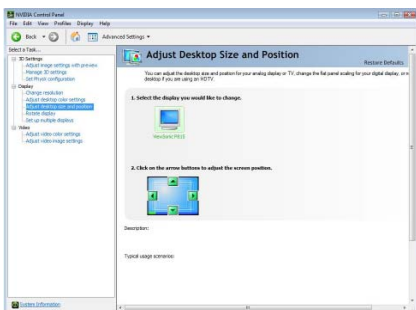 NVIDIA Control Panel
File Edit View Profiles Display Help
Back Advanced Settings
Select a Task...
3D Settings
Adjust image settings with preview
Manage 3D settings
Set PhysX configuration
Display
Change resolution
Adjust desktop color settings
Adjust desktop size and position
Rotate display
Set up multiple displays
Video
Adjust video color settings
Adjust video image settings
System Information
Adjust Desktop Size and Position
Restore Defaults
You can adjust the desktop size and position for your analog display or TV, change the flat panel scaling for your digital display, or
desktop if you are using an HDTV.
1. Select the display you would like to change.
ViewSonic
2. Click on the arrow buttons to adjust the screen position.
Description:
Typical usage scenarios: